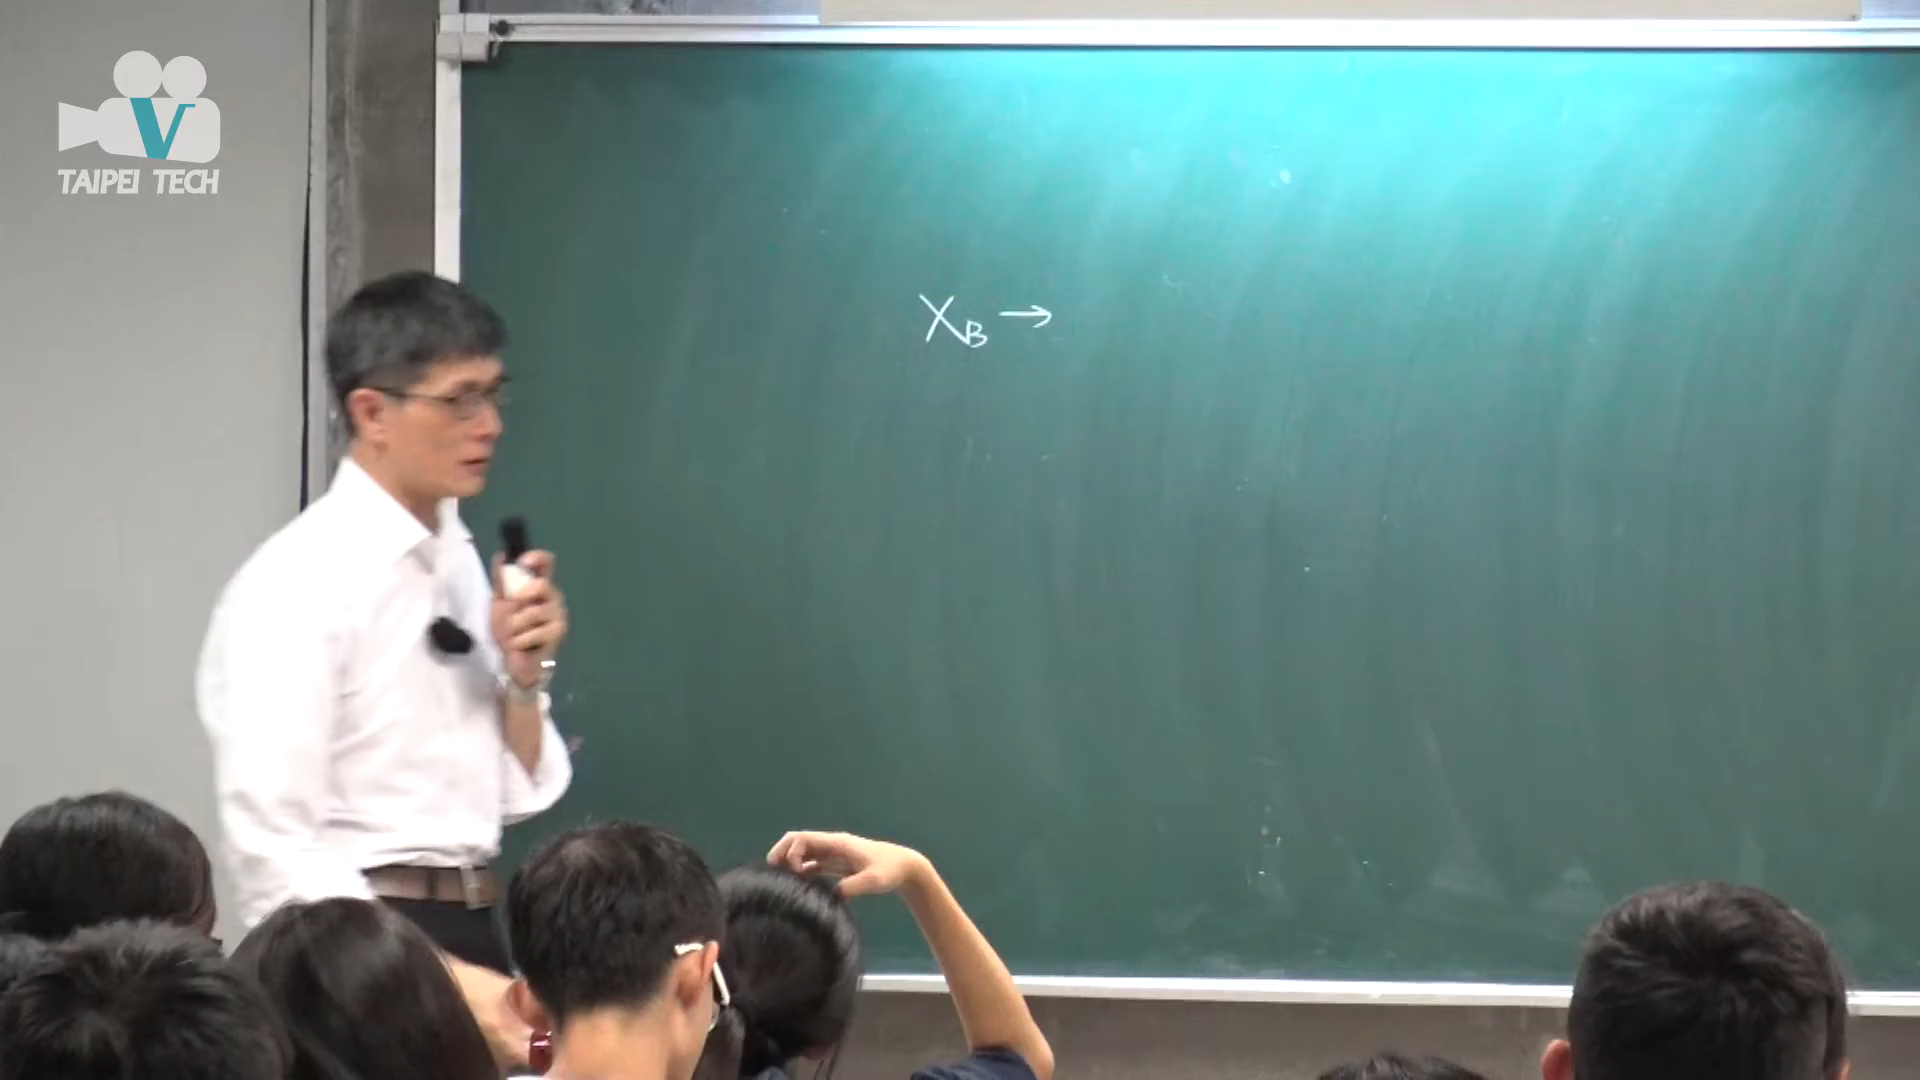 V
TAIPEI TECH
X_B →